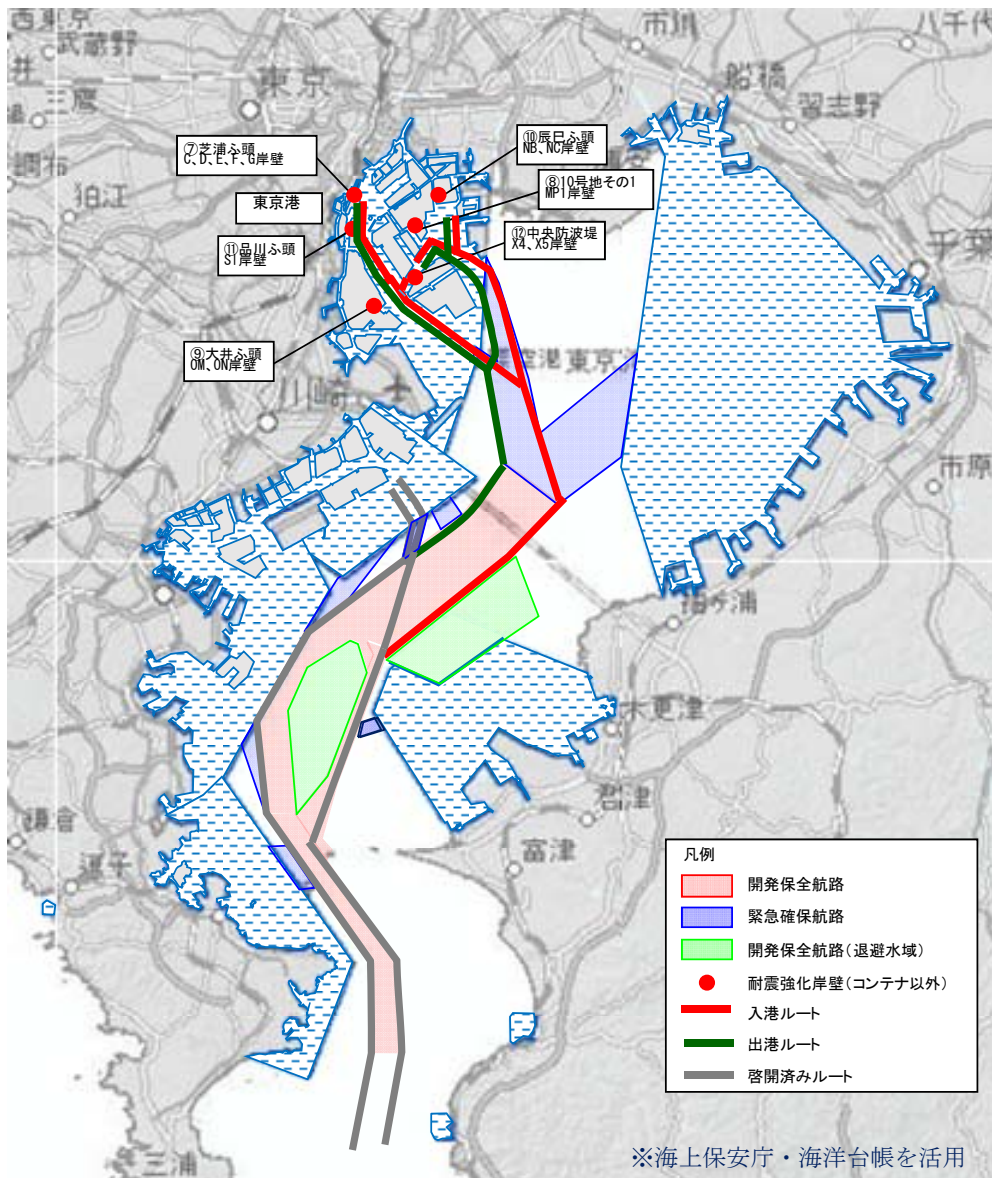 西東京
武蔵野
三鷹
調布
狛江
東京
市川
八千代
船橋
習志野
⑦芝浦ふ頭
C、D、E、F、G岸壁
⑩辰巳ふ頭
NB、NC岸壁
⑧10号地その1
MP1岸壁
東京港
⑪品川ふ頭
S1岸壁
⑫中央防波堤
X4、X5岸壁
千葉
⑨大井ふ頭
OM、ON岸壁
川崎
空港東京
市原
袖ケ浦
木更津
君津
富津
鎌倉
逗子
三浦
凡例
開発保全航路
緊急確保航路
開発保全航路（退避水域）
耐震強化岸壁（コンテナ以外）
入港ルート
出港ルート
啓開済みルート
※海上保安庁・海洋台帳を活用